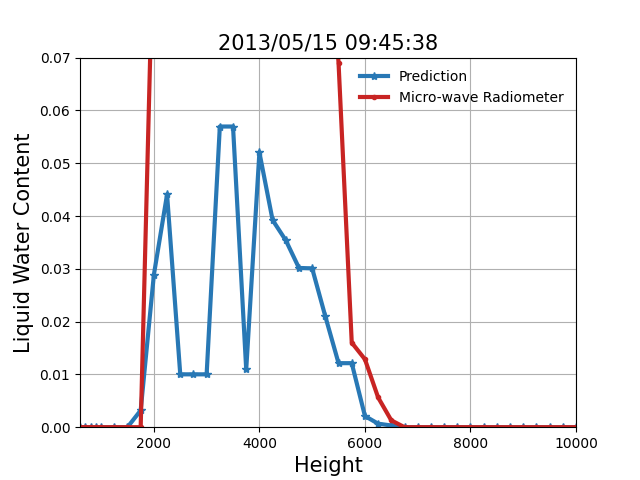 2013/05/15 09:45:38
0.07
0.06
0.05
0.04
0.03
0.02
0.01
0.00
Liquid Water Content
Prediction
Micro-wave Radiometer
2000 4000 6000 8000 10000
Height